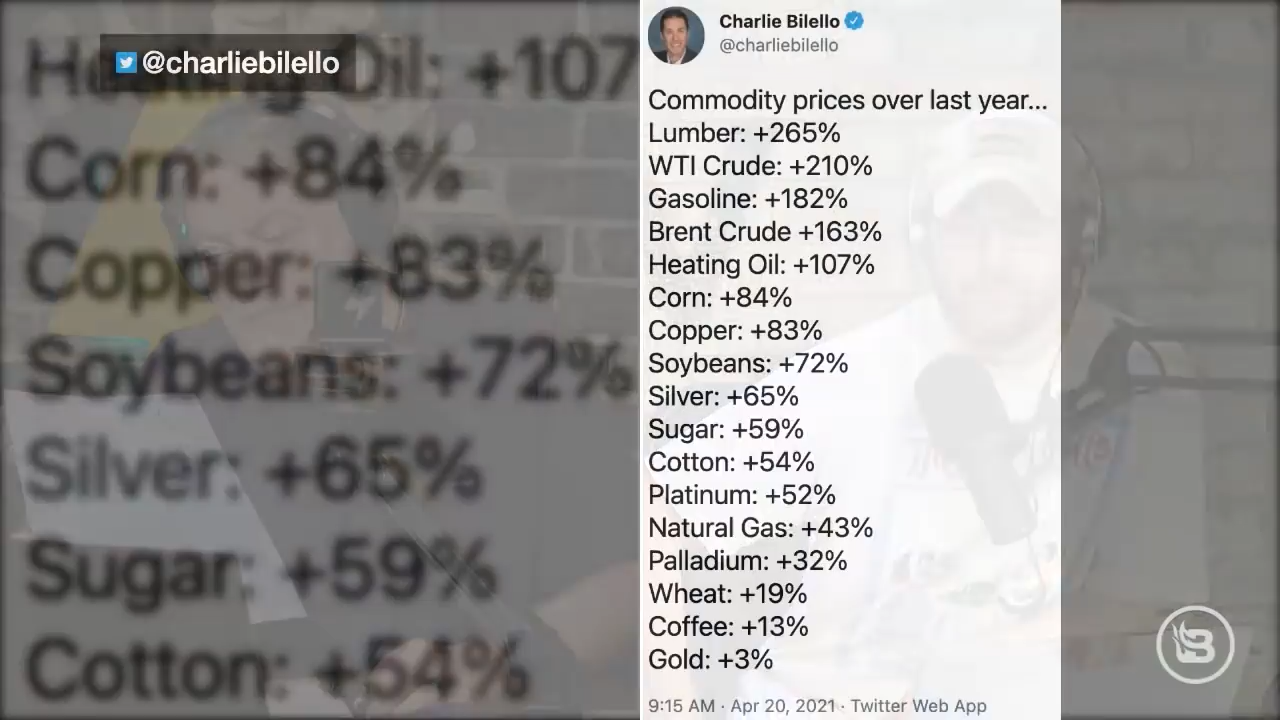 @charliebilello
Heating Oil: +107
Corn: +84%
Copper: +83%
Soybeans: +72%
Silver: +65%
Sugar: +59%
Cotton: +54%
Charlie Bilello
@charliebilello
Commodity prices over last year...
Lumber: +265%
WTI Crude: +210%
Gasoline: +182%
Brent Crude +163%
Heating Oil: +107%
Corn: +84%
Copper: +83%
Soybeans: +72%
Silver: +65%
Sugar: +59%
Cotton: +54%
Platinum: +52%
Natural Gas: +43%
Palladium: +32%
Wheat: +19%
Coffee: +13%
Gold: +3%
9:15 AM · Apr 20, 2021 · Twitter Web App
B